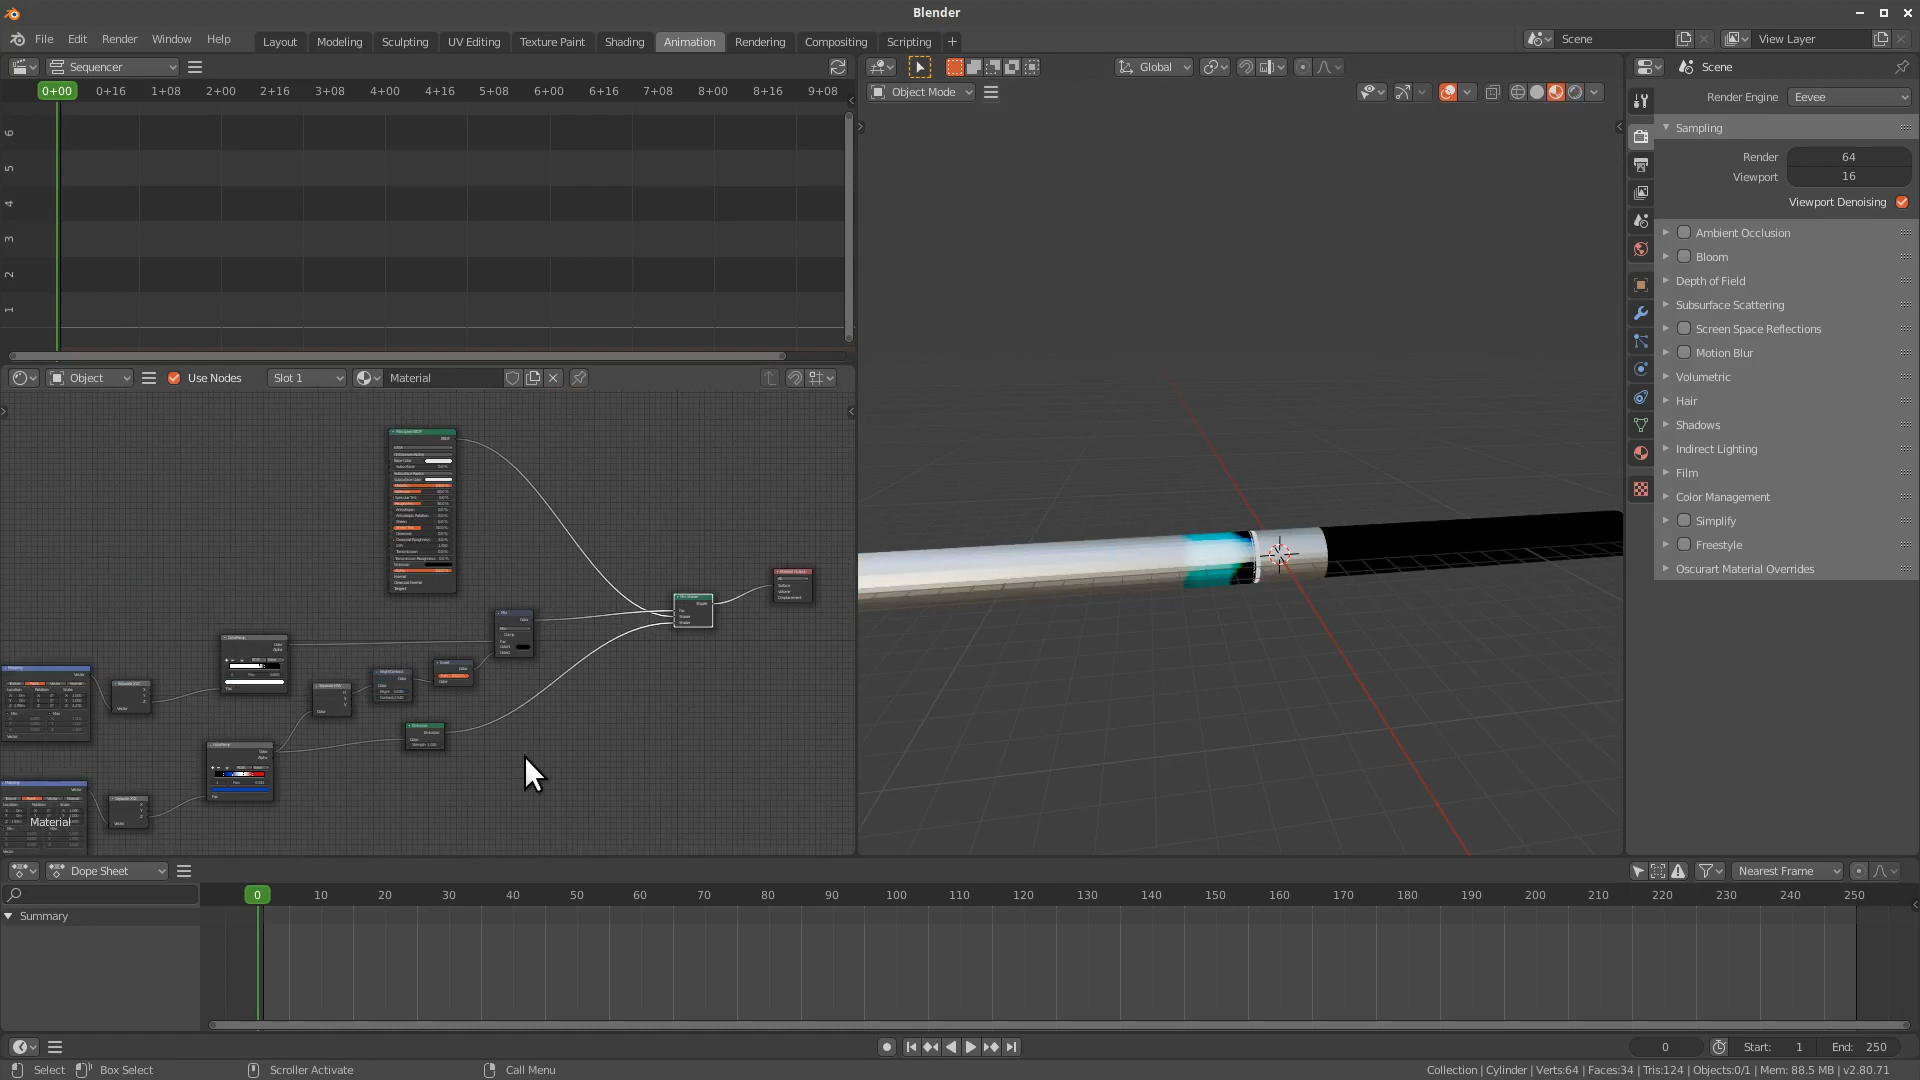 Blender
File Edit Render Window Help Layout Modeling Sculpting UV Editing Texture Paint Shading Animation Rendering Compositing Scripting + Scene View Layer
Sequencer
0+00 0+16 1+08 2+00 2+16 3+08 4+00 4+16 5+08 6+00 6+16 7+08 8+00 8+16 9+08
6
5
4
3
2
1
Object Use Nodes Slot 1 Material
Material
Global
Object Mode
Scene
Render Engine Eevee
Sampling
Render 64
Viewport 16
Viewport Denoising
Ambient Occlusion
Bloom
Depth of Field
Subsurface Scattering
Screen Space Reflections
Motion Blur
Volumetric
Hair
Shadows
Indirect Lighting
Film
Color Management
Simplify
Freestyle
Oscurart Material Overrides
Dope Sheet Nearest Frame
0 10 20 30 40 50 60 70 80 90 100 110 120 130 140 150 160 170 180 190 200 210 220 230 240 250
Summary
0 Start: 1 End: 250
Select Box Select Scroller Activate Call Menu Collection | Cylinder | Verts:64 | Faces:34 | Tris:124 | Objects:0/1 | Mem: 88.5 MB | v2.80.71